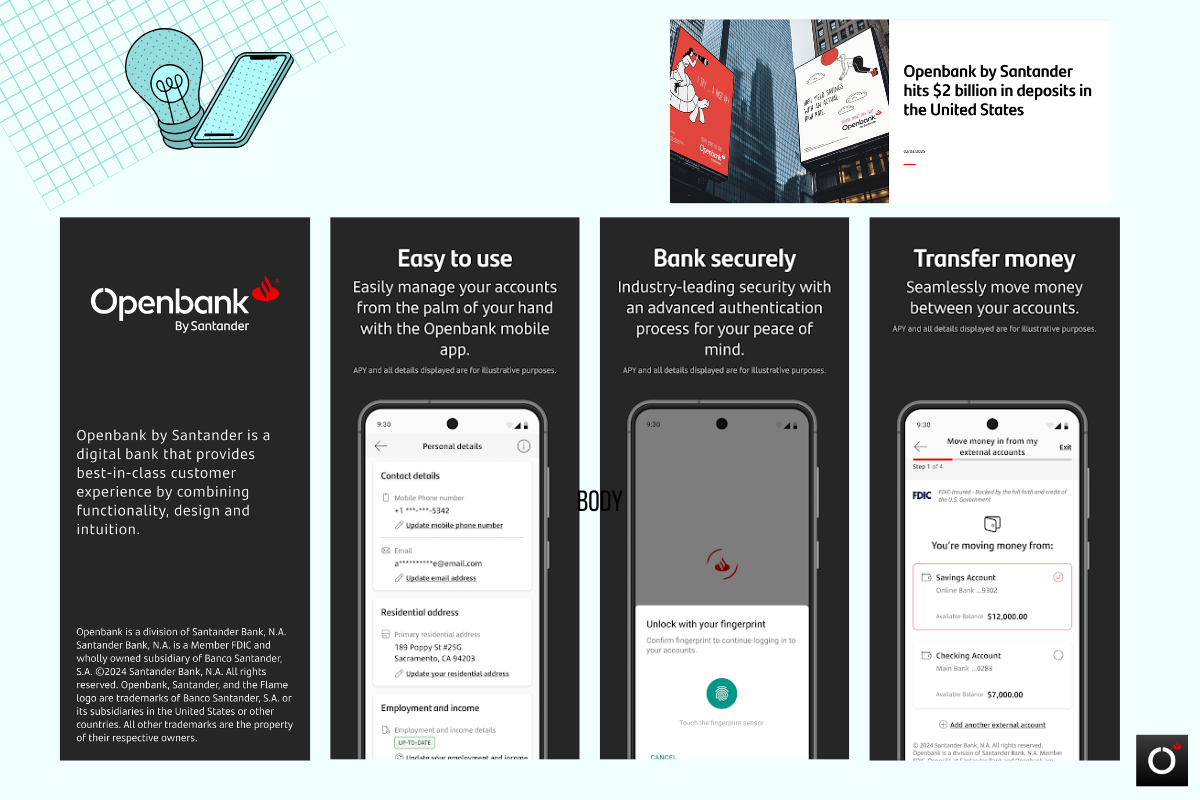 Openbank by Santander
hits $2 billion in deposits in
the United States
Openbank
Openbank
Openbank
By Santander
Openbank by Santander is a
digital bank that provides
best-in-class customer
experience by combining
functionality, design and
intuition.
Openbank is a division of Santander Bank, N.A.
Santander Bank, N.A. is a Member FDIC and
wholly owned subsidiary of Banco Santander,
S.A. ©2024 Santander Bank, N.A. All rights
reserved. Openbank, Santander, and the Flame
logo are trademarks of Banco Santander, S.A. or
its subsidiaries in the United States or other
countries. All other trademarks are the property
of their respective owners.
Easy to use
Easily manage your accounts
from the palm of your hand
with the Openbank mobile
app.
APY and all details displayed are for illustrative purposes.
9:30
Personal details
Contact details
Mobile Phone number
+1 ***-***-5342
Update mobile phone number
Email
a**********e@email.com
Update email address
Residential address
Primary residential address
189 Poppy St #25G
Sacramento, CA 94203
Update your residential address
Employment and income
Employment and income details
UP-TO-DATE
Update your employment and income
BODY
Bank securely
Industry-leading security with
an advanced authentication
process for your peace of
mind.
APY and all details displayed are for illustrative purposes.
9:30
Unlock with your fingerprint
Confirm fingerprint to continue logging in to
your accounts.
Touch the fingerprint sensor
CANCEL
Transfer money
Seamlessly move money
between your accounts.
APY and all details displayed are for illustrative purposes.
9:30
Move money in from my
external accounts
Exit
Step 1 of 4
FDIC
FDIC-Insured - Backed by the full faith and credit of
the U.S. Government
You're moving money from:
Savings Account
Online Bank ...9302
Available Balance $12,000.00
Checking Account
Main Bank ...0283
Available Balance $7,000.00
Add another external account
© 2024 Santander Bank, N.A. All rights reserved.
Openbank is a division of Santander Bank, N.A. Member